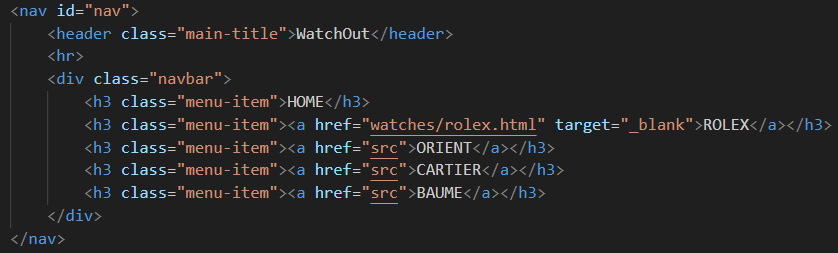 <nav id="nav">
<header class="main-title">WatchOut</header>
<hr>
<div class="navbar">
<h3 class="menu-item">HOME</h3>
<h3 class="menu-item"><a href="watches/rolex.html" target="_blank">ROLEX</a></h3>
<h3 class="menu-item"><a href="src">ORIENT</a></h3>
<h3 class="menu-item"><a href="src">CARTIER</a></h3>
<h3 class="menu-item"><a href="src">BAUME</a></h3>
</div>
</nav>